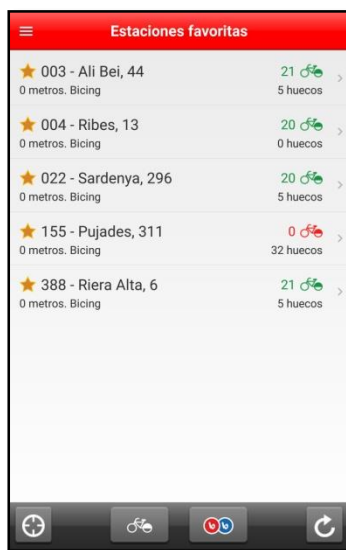 Estaciones favoritas
003 - Ali Bei, 44 21
0 metros. Bicing 5 huecos
004 - Ribes, 13 20
0 metros. Bicing 0 huecos
022 - Sardenya, 296 20
0 metros. Bicing 5 huecos
155 - Pujades, 311 0
0 metros. Bicing 32 huecos
388 - Riera Alta, 6 21
0 metros. Bicing 5 huecos